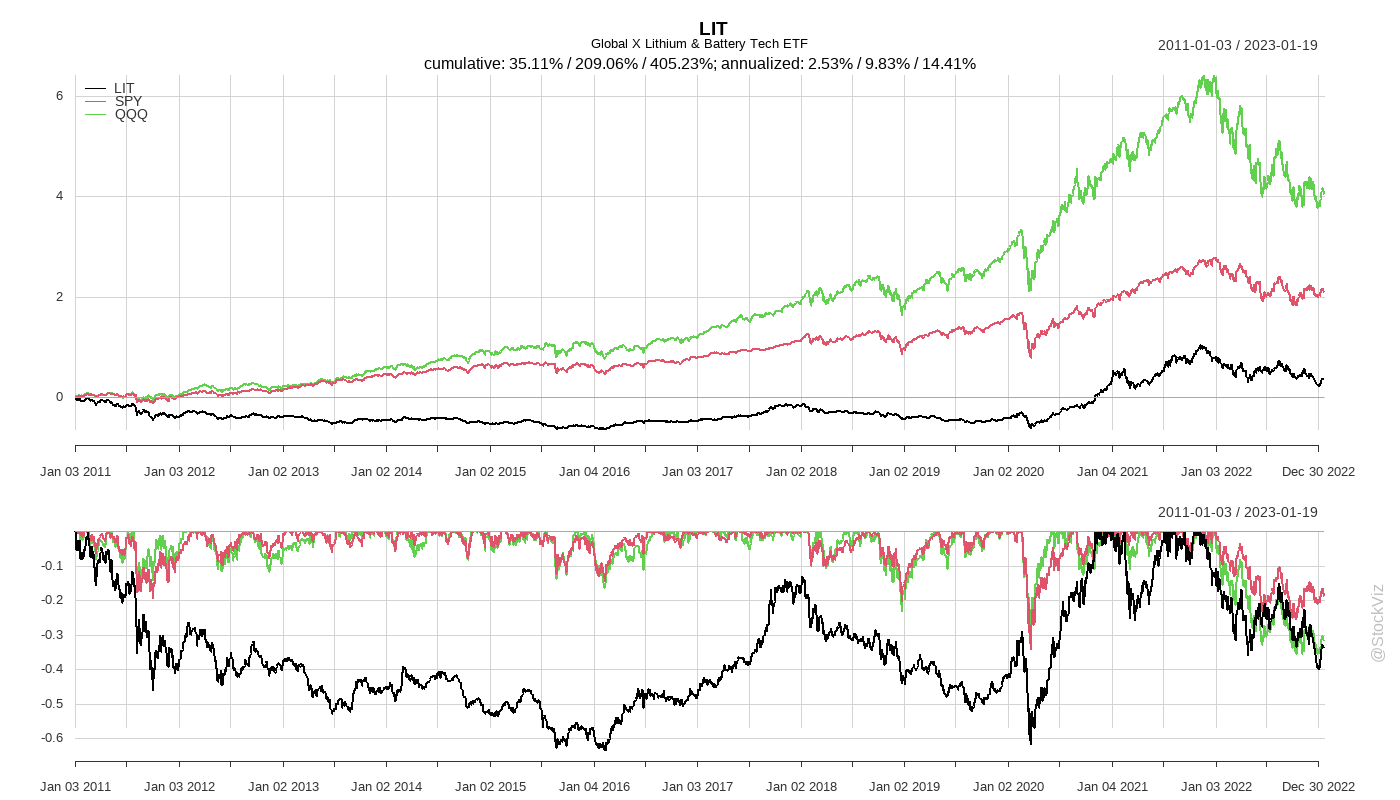 LIT
Global X Lithium & Battery Tech ETF
2011-01-03 / 2023-01-19
cumulative: 35.11% / 209.06% / 405.23%; annualized: 2.53% / 9.83% / 14.41%
LIT
SPY
QQQ
6
4
2
0
Jan 03 2011 Jan 03 2012 Jan 02 2013 Jan 02 2014 Jan 02 2015 Jan 04 2016 Jan 03 2017 Jan 02 2018 Jan 02 2019 Jan 02 2020 Jan 04 2021 Jan 03 2022 Dec 30 2022
2011-01-03 / 2023-01-19
-0.1
-0.2
-0.3
-0.4
-0.5
-0.6
Jan 03 2011 Jan 03 2012 Jan 02 2013 Jan 02 2014 Jan 02 2015 Jan 04 2016 Jan 03 2017 Jan 02 2018 Jan 02 2019 Jan 02 2020 Jan 04 2021 Jan 03 2022 Dec 30 2022
@StockViz